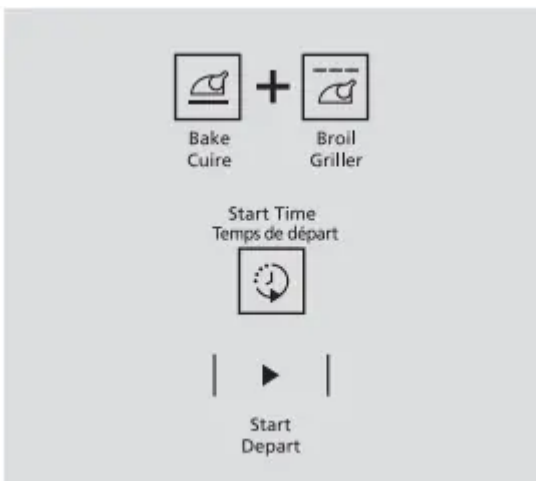 Bake
Cuire
Broil
Griller
Start Time
Temps de départ
Start
Depart